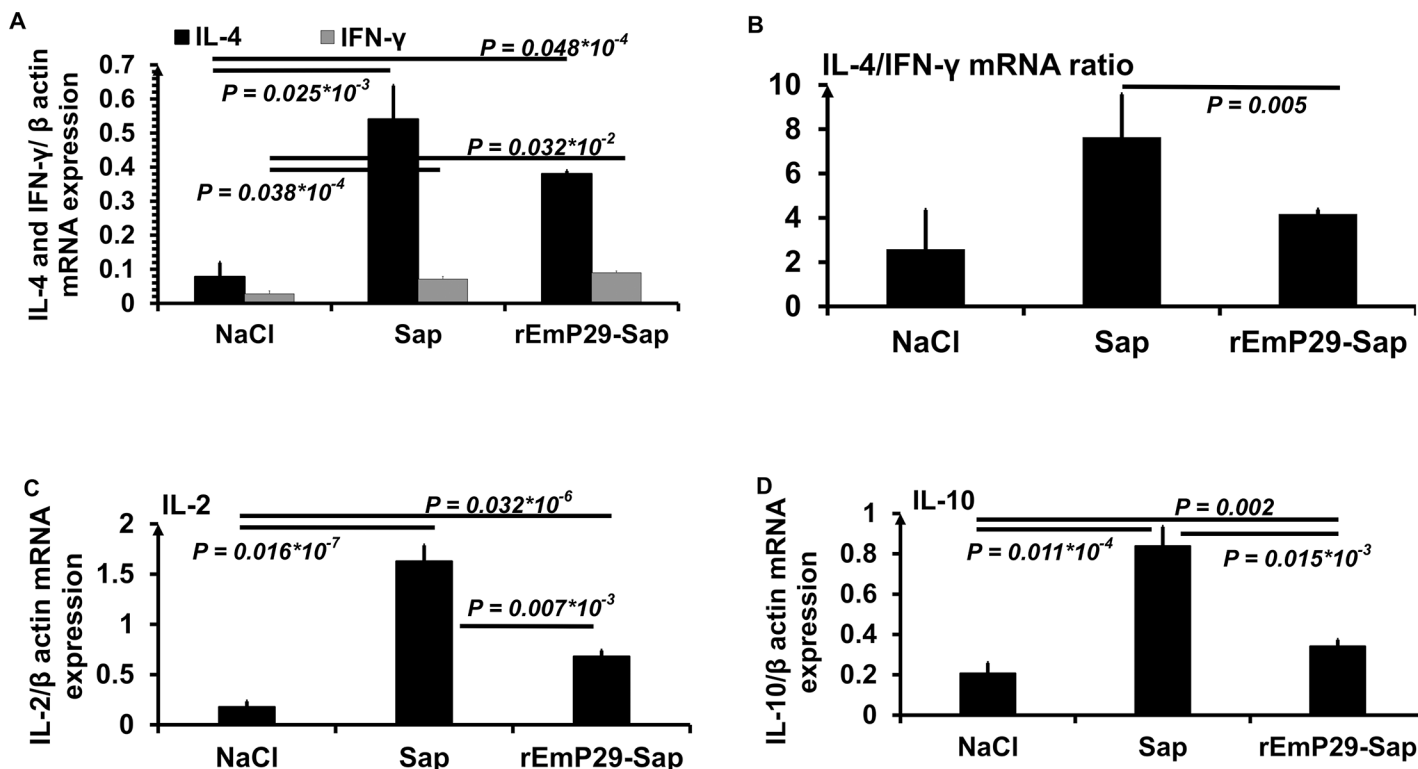 A
IL-4 IFN-γ
P = 0.048*10-4
0.7
0.6
0.5
0.4
0.3
0.2
0.1
0
IL-4 and IFN-γ/ β actin
mRNA expression
P = 0.025*10-3
P = 0.032*10-2
P = 0.038*10-4
NaCl Sap rEmP29-Sap
B
IL-4/IFN-γ mRNA ratio
10
8
6
4
2
0
P = 0.005
NaCl Sap rEmP29-Sap
C
IL-2
P = 0.032*10-6
2
1.5
1
0.5
0
IL-2/β actin mRNA
expression
P = 0.016*10-7
P = 0.007*10-3
NaCl Sap rEmP29-Sap
D
IL-10
P = 0.002
1
0.8
0.6
0.4
0.2
0
IL-10/β actin mRNA
expression
P = 0.011*10-4
P = 0.015*10-3
NaCl Sap rEmP29-Sap